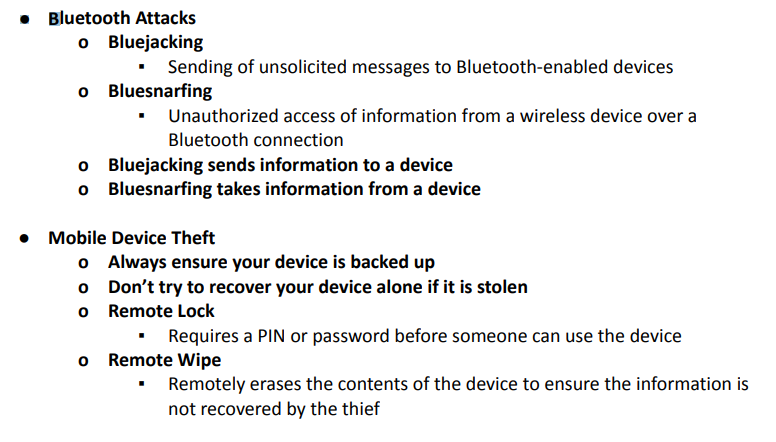 ● Bluetooth Attacks
o Bluejacking
▪ Sending of unsolicited messages to Bluetooth-enabled devices
o Bluesnarfing
▪ Unauthorized access of information from a wireless device over a
Bluetooth connection
o Bluejacking sends information to a device
o Bluesnarfing takes information from a device
● Mobile Device Theft
o Always ensure your device is backed up
o Don’t try to recover your device alone if it is stolen
o Remote Lock
▪ Requires a PIN or password before someone can use the device
o Remote Wipe
▪ Remotely erases the contents of the device to ensure the information is
not recovered by the thief